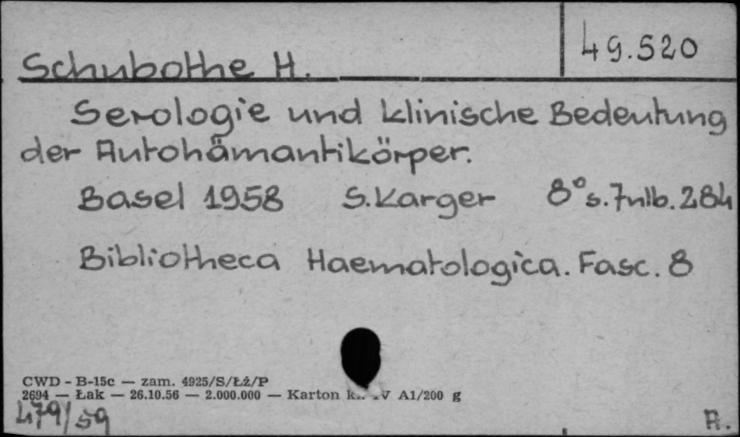 49.520
Schubothe H.
Serologie und klinische Bedeutung
der Autohämantikörper.
Basel 1958 S. Karger 8° s. 7nlb. 284
Bibliotheca Haematologica. Fasc. 8
CWD - B-15c — zam. 4925/S/Łż/P
2694 — Łak — 26.10.56 — 2.000.000 — Karton V A1/200 g
479/59